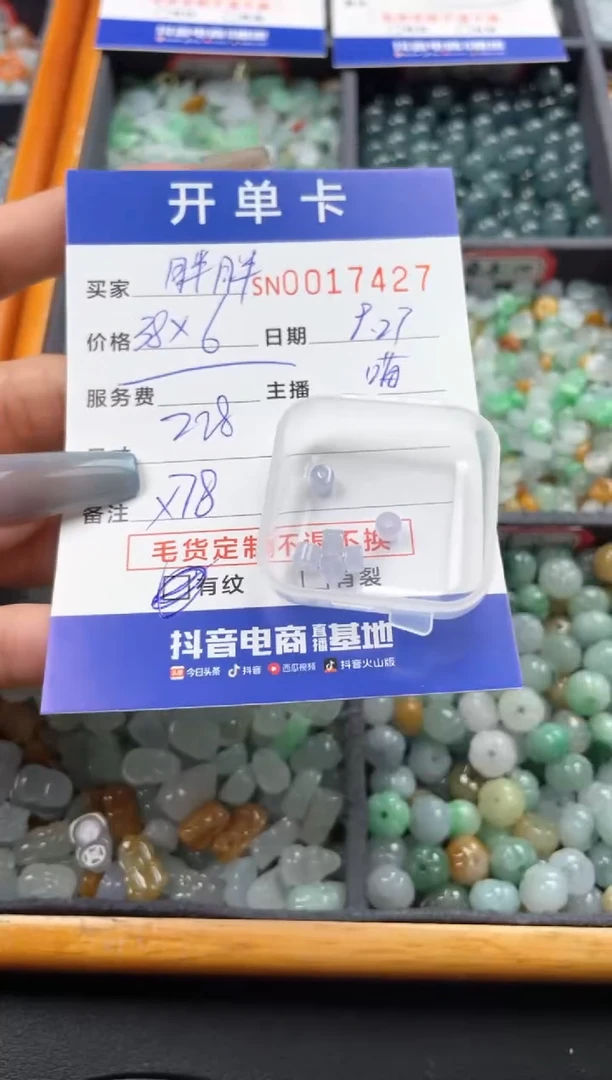 开单卡
买家 胖胖 SN0017427
价格 38×6 日期 9.27
服务费 主播 喵
228
备注 ×78
毛货定制不退不换
有纹 有裂
抖音电商直播基地
今日头条 抖音 西瓜视频 抖音火山版